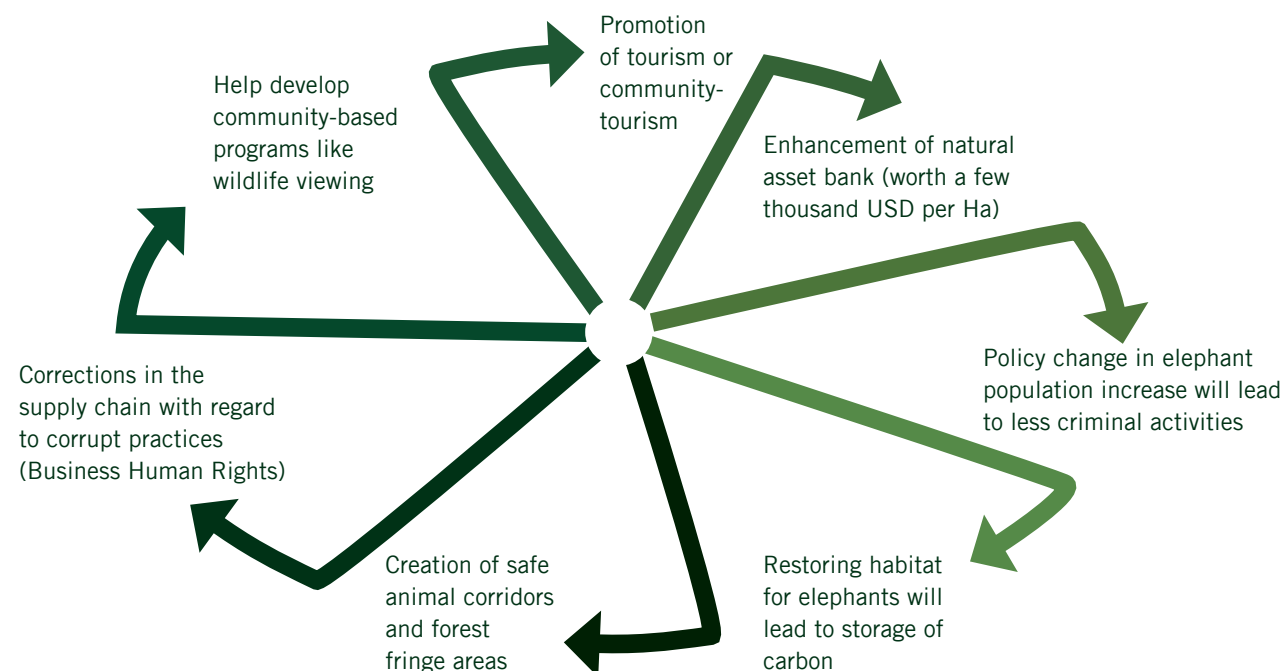 Promotion
of tourism or
community-
tourism
Enhancement of natural
asset bank (worth a few
thousand USD per Ha)
Policy change in elephant
population increase will lead
to less criminal activities
Restoring habitat
for elephants will
lead to storage of
carbon
Creation of safe
animal corridors
and forest
fringe areas
Corrections in the
supply chain with regard
to corrupt practices
(Business Human Rights)
Help develop
community-based
programs like
wildlife viewing